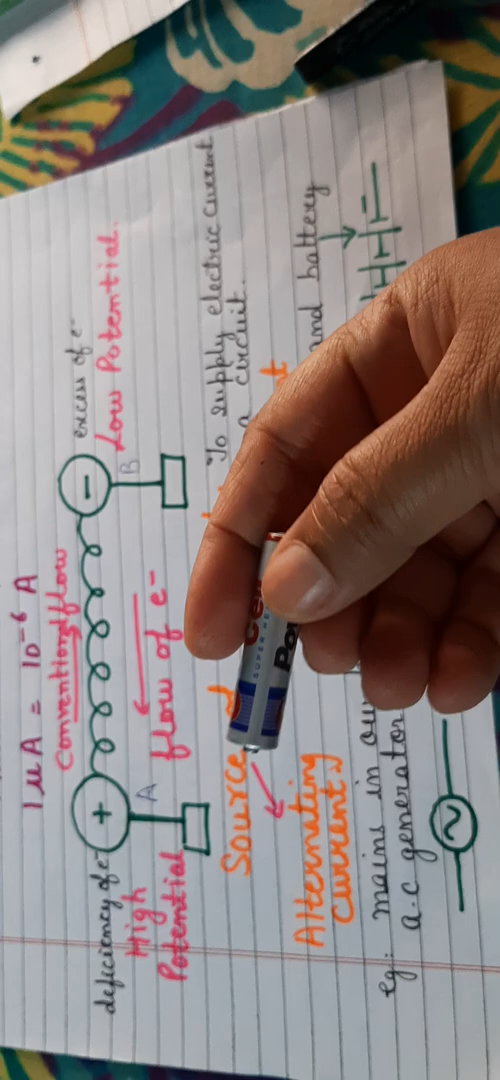 1 μA = 10⁻⁶ A
Conventional flow
deficiency of e⁻
+
−
excess of e⁻
High
Potential
A
flow of e⁻
B
Low Potential.
Source
To supply electric current
a circuit.
Alternating
Current
and battery
eg: mains in
a.c generator
~
SUPER